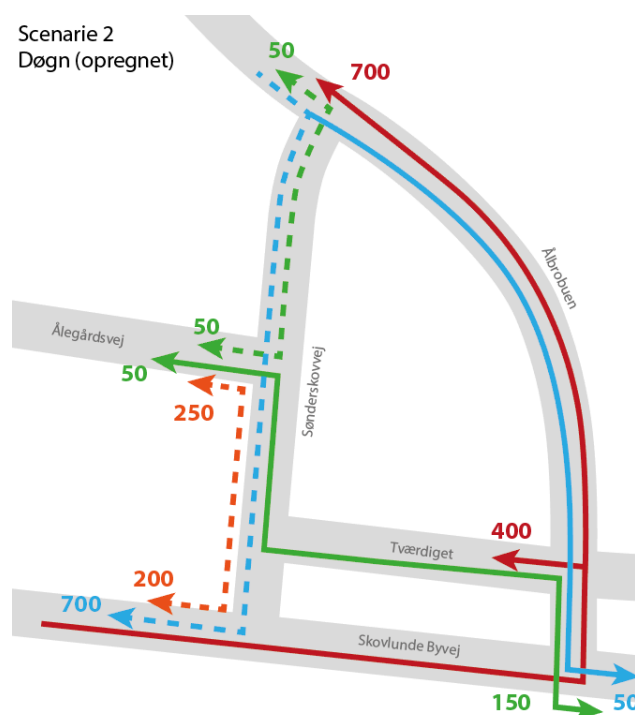 Scenarie 2
Døgn (opregnet)
50
700
Ålbrobuen
Ålegårdsvej
50
50
250
Sønderskovvej
400
Tværdiget
200
700
Skovlunde Byvej
150
50